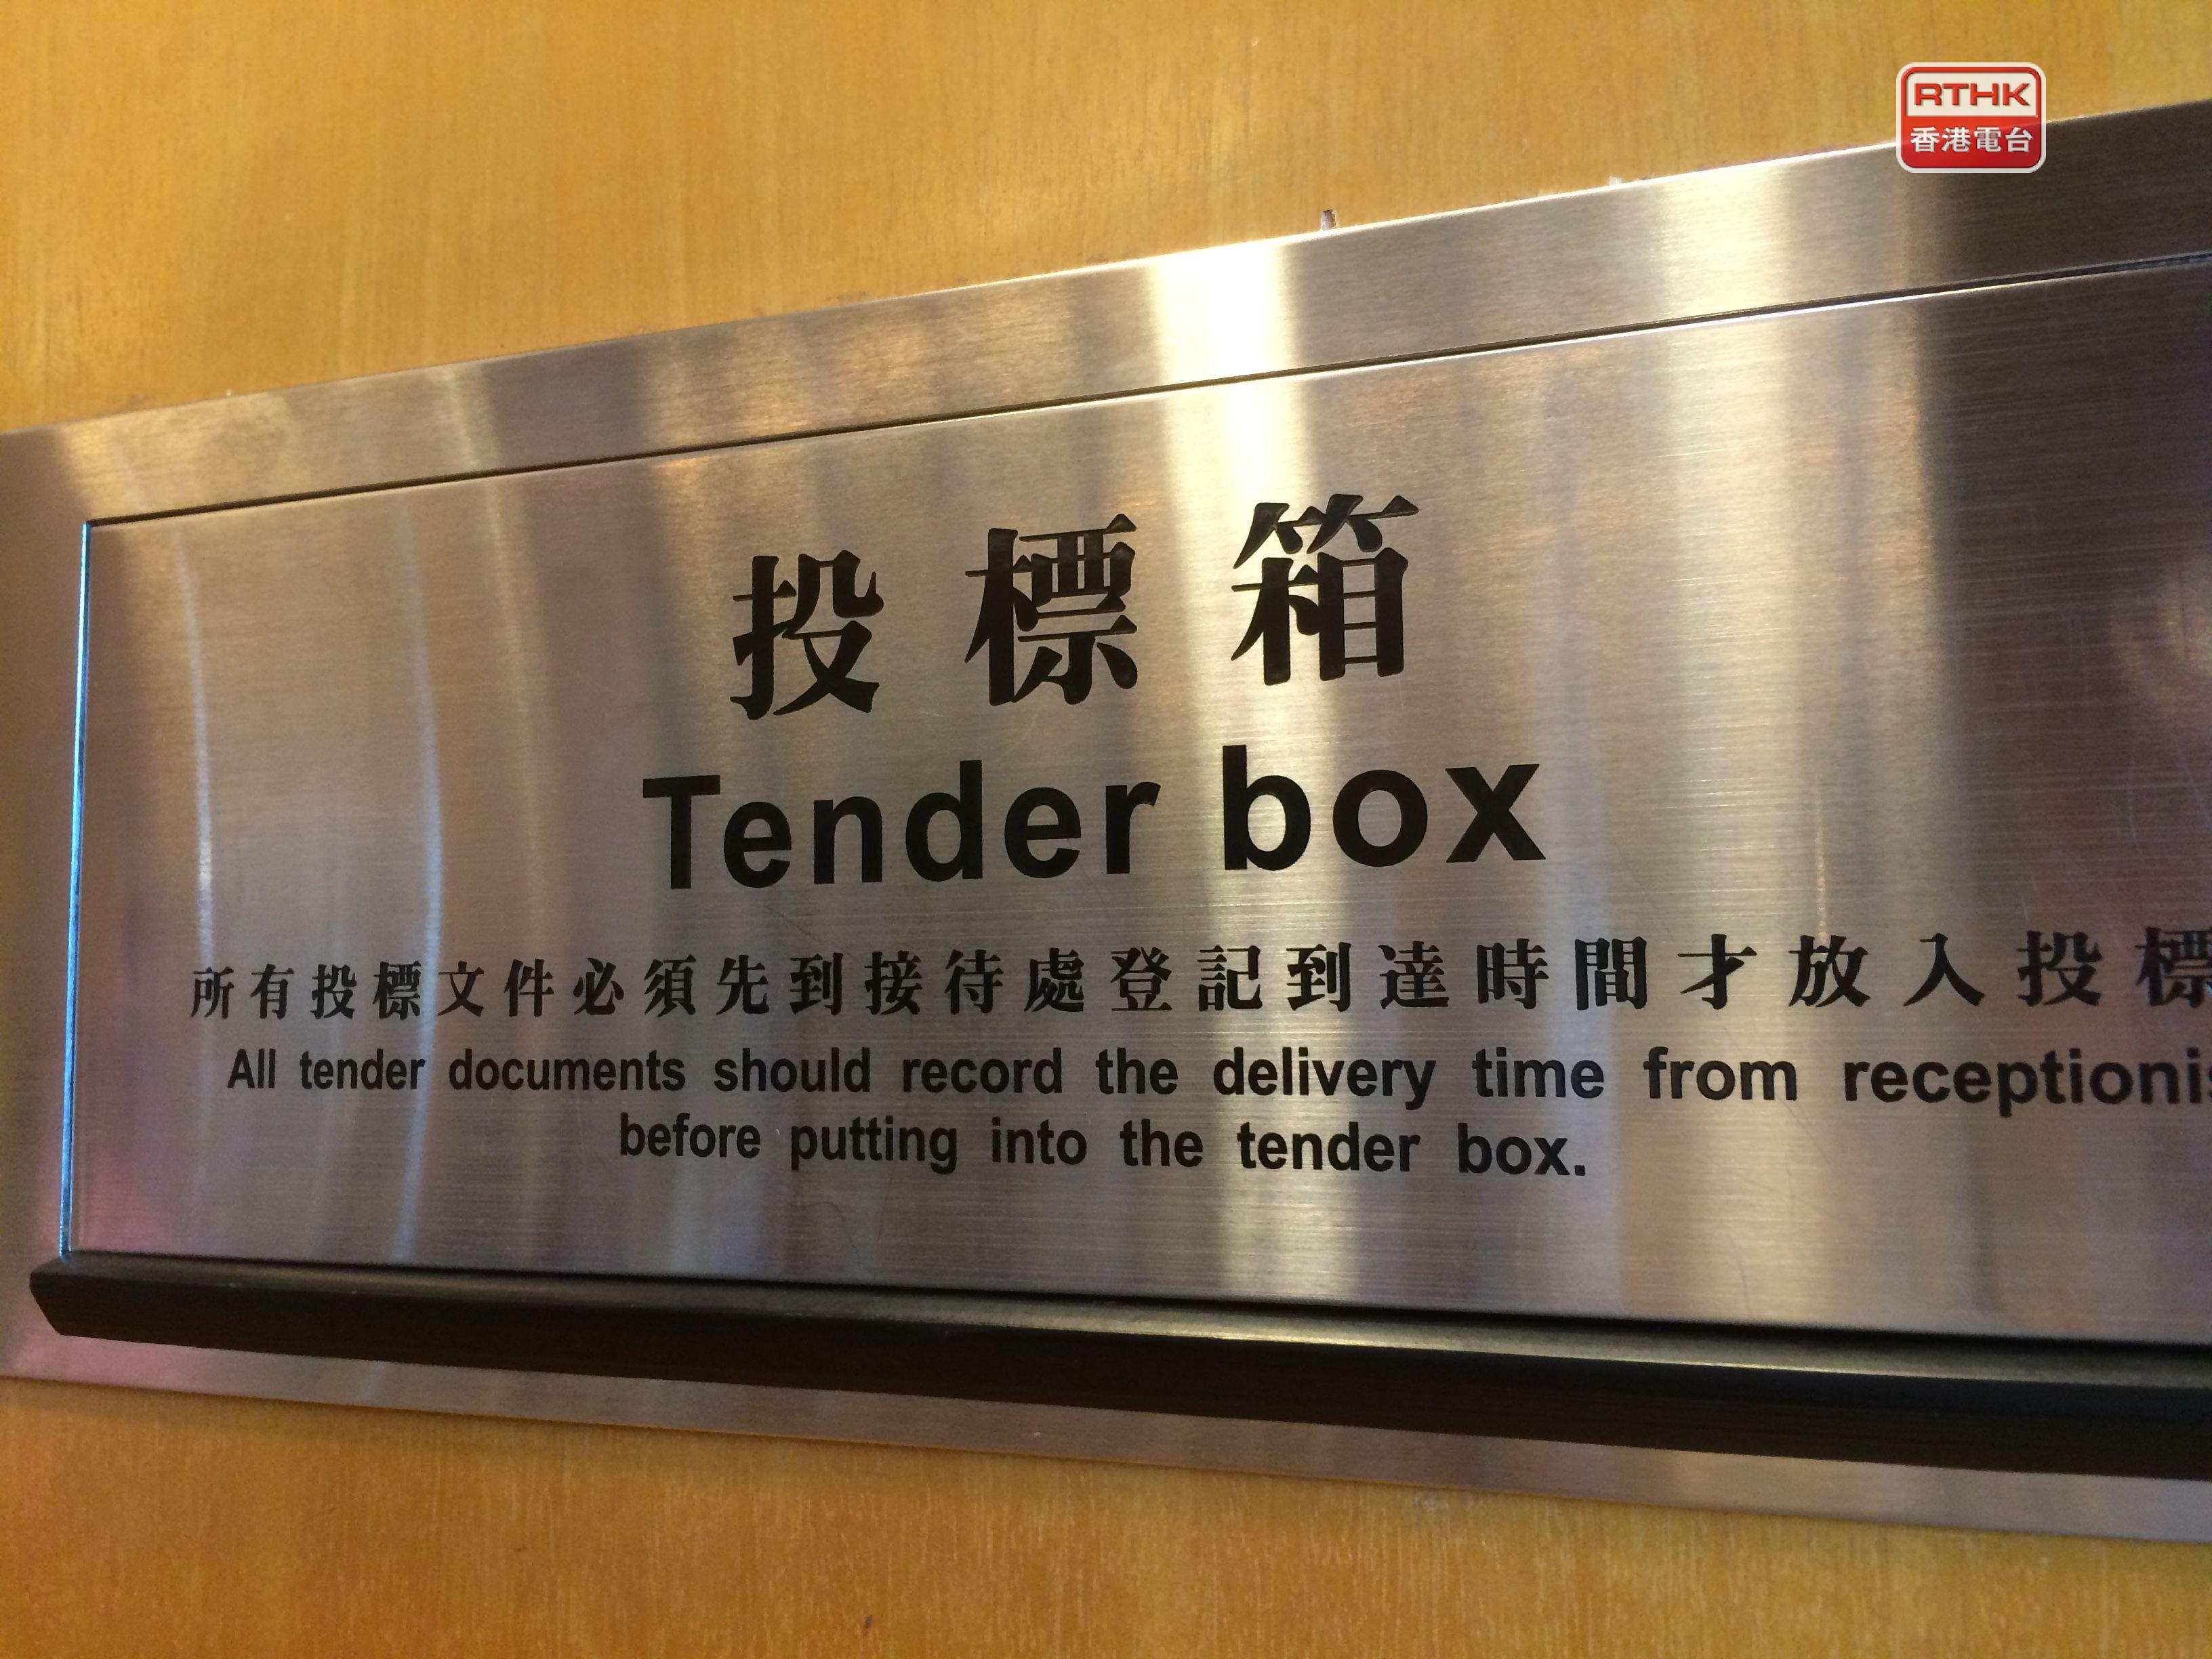 RTHK
香港電台
投標箱
Tender box
所有投標文件必須先到接待處登記到達時間才放入投標
All tender documents should record the delivery time from
before putting into the tender box.